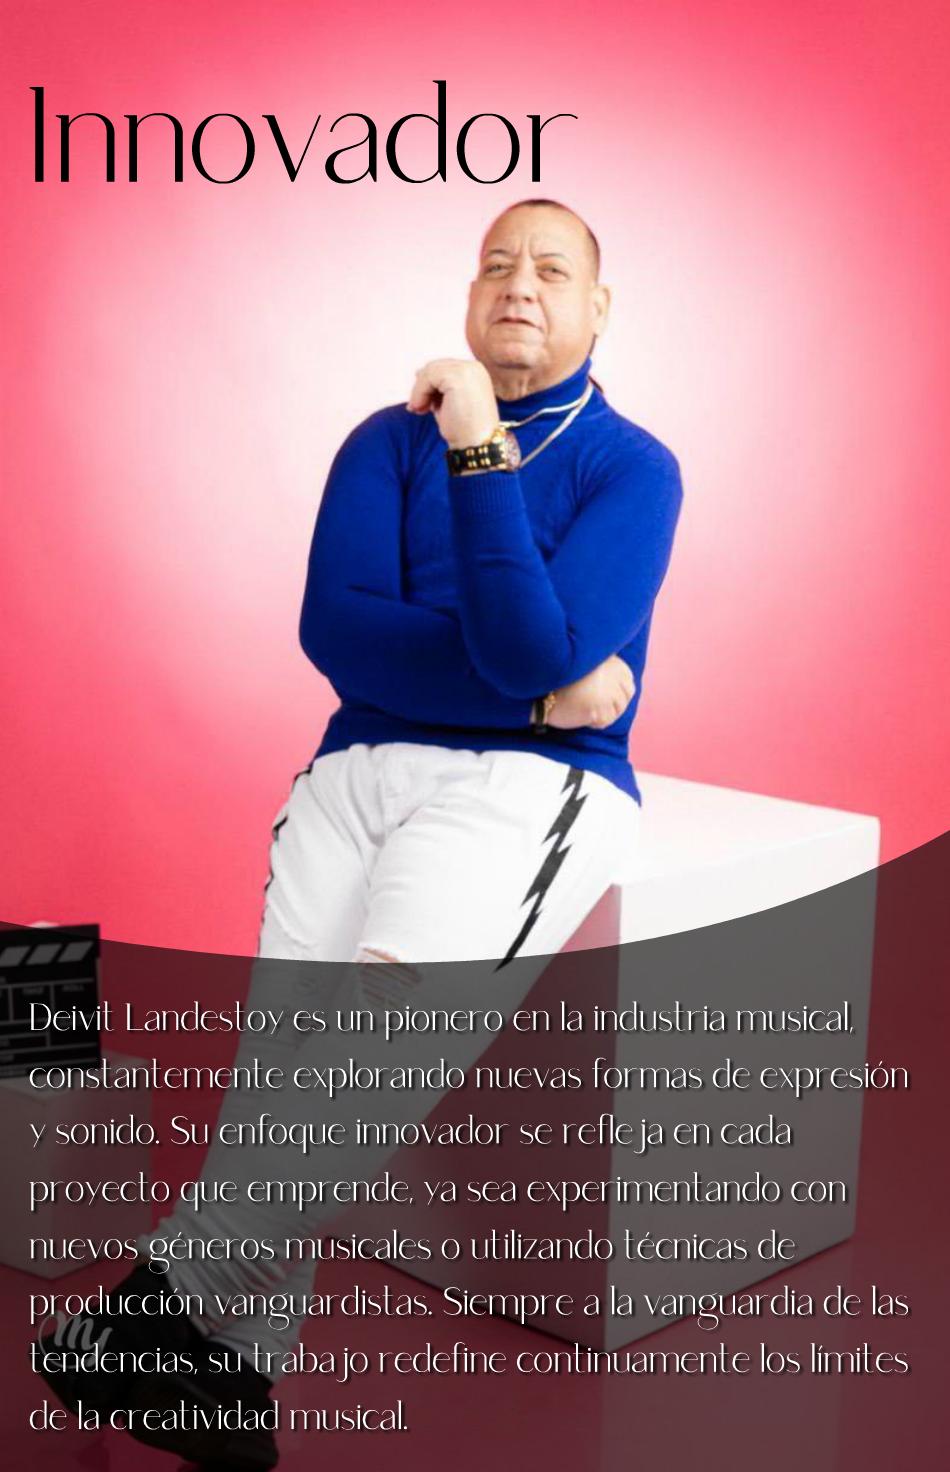 Innovador
Deivit Landestoy es un pionero en la industria musical,
constantemente explorando nuevas formas de expresión
y sonido. Su enfoque innovador se refleja en cada
proyecto que emprende, ya sea experimentando con
nuevos géneros musicales o utilizando técnicas de
producción vanguardistas. Siempre a la vanguardia de las
tendencias, su trabajo redefine continuamente los límites
de la creatividad musical.